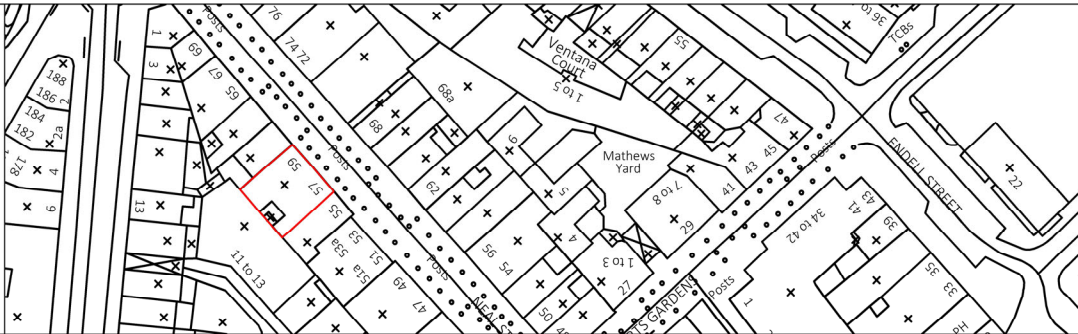 Posts
76
74 72
1
3
69
67
65
188
186
2
184
182
2a
178
4
6
13
11 to 13
59
57
55
53
53a
51
51a
49
47
Posts
Posts
68a
68
62
56
54
50
Ventana
Court
1 to 5
55
6
5
4
Mathews
Yard
7 to 8
29
1 to 3
27
47
45
43
41
Posts
Posts
36 to
TCBs
ENDELL STREET
22
34 to 42
43
41
39
35
33
1
PH